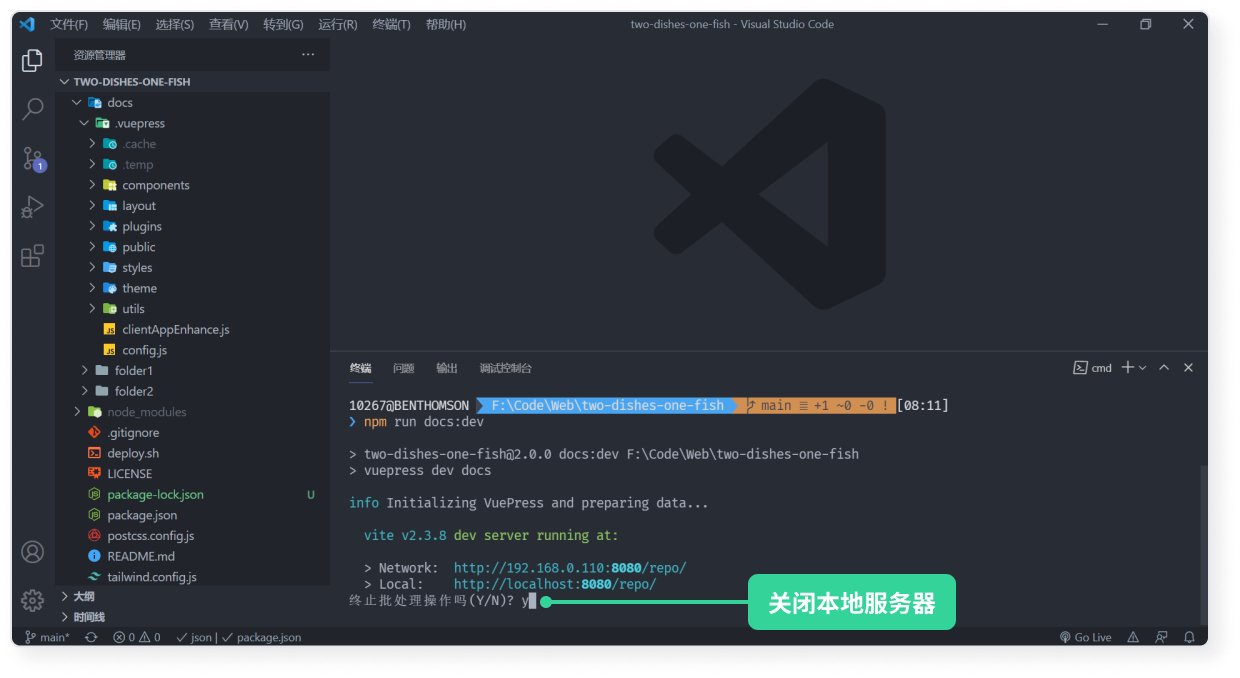 文件(F) 编辑(E) 选择(S) 查看(V) 转到(G) 运行(R) 终端(T) 帮助(H) two-dishes-one-fish - Visual Studio Code
资源管理器
TWO-DISHES-ONE-FISH
docs
.vuepress
.cache
.temp
components
layout
plugins
public
styles
theme
utils
clientAppEnhance.js
config.js
folder1
folder2
node_modules
.gitignore
deploy.sh
LICENSE
package-lock.json U
package.json
postcss.config.js
README.md
tailwind.config.js
大纲
时间线
1
终端 问题 输出 调试控制台 cmd
10267@BENTHOMSON F:\Code\Web\two-dishes-one-fish main ≡ +1 ~0 -0 ! [08:11]
❯ npm run docs:dev
> two-dishes-one-fish@2.0.0 docs:dev F:\Code\Web\two-dishes-one-fish
> vuepress dev docs
info Initializing VuePress and preparing data...
vite v2.3.8 dev server running at:
> Network: http://192.168.0.110:8080/repo/
> Local: http://localhost:8080/repo/
终止批处理操作吗(Y/N)? y
关闭本地服务器
main* 0 0 json | package.json Go Live